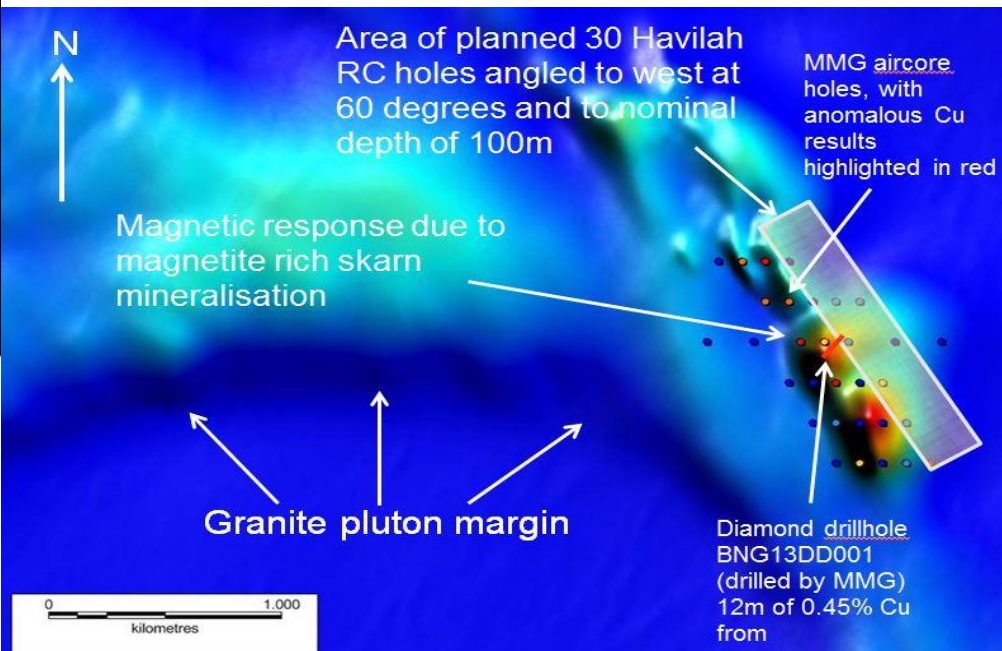 N
Area of planned 30 Havilah
RC holes angled to west at
60 degrees and to nominal
depth of 100m
MMG aircore
holes, with
anomalous Cu
results
highlighted in red
Magnetic response due to
magnetite rich skarn
mineralisation
Granite pluton margin
Diamond drillhole
BNG13DD001
(drilled by MMG)
12m of 0.45% Cu
from
0 1.000
kilometres